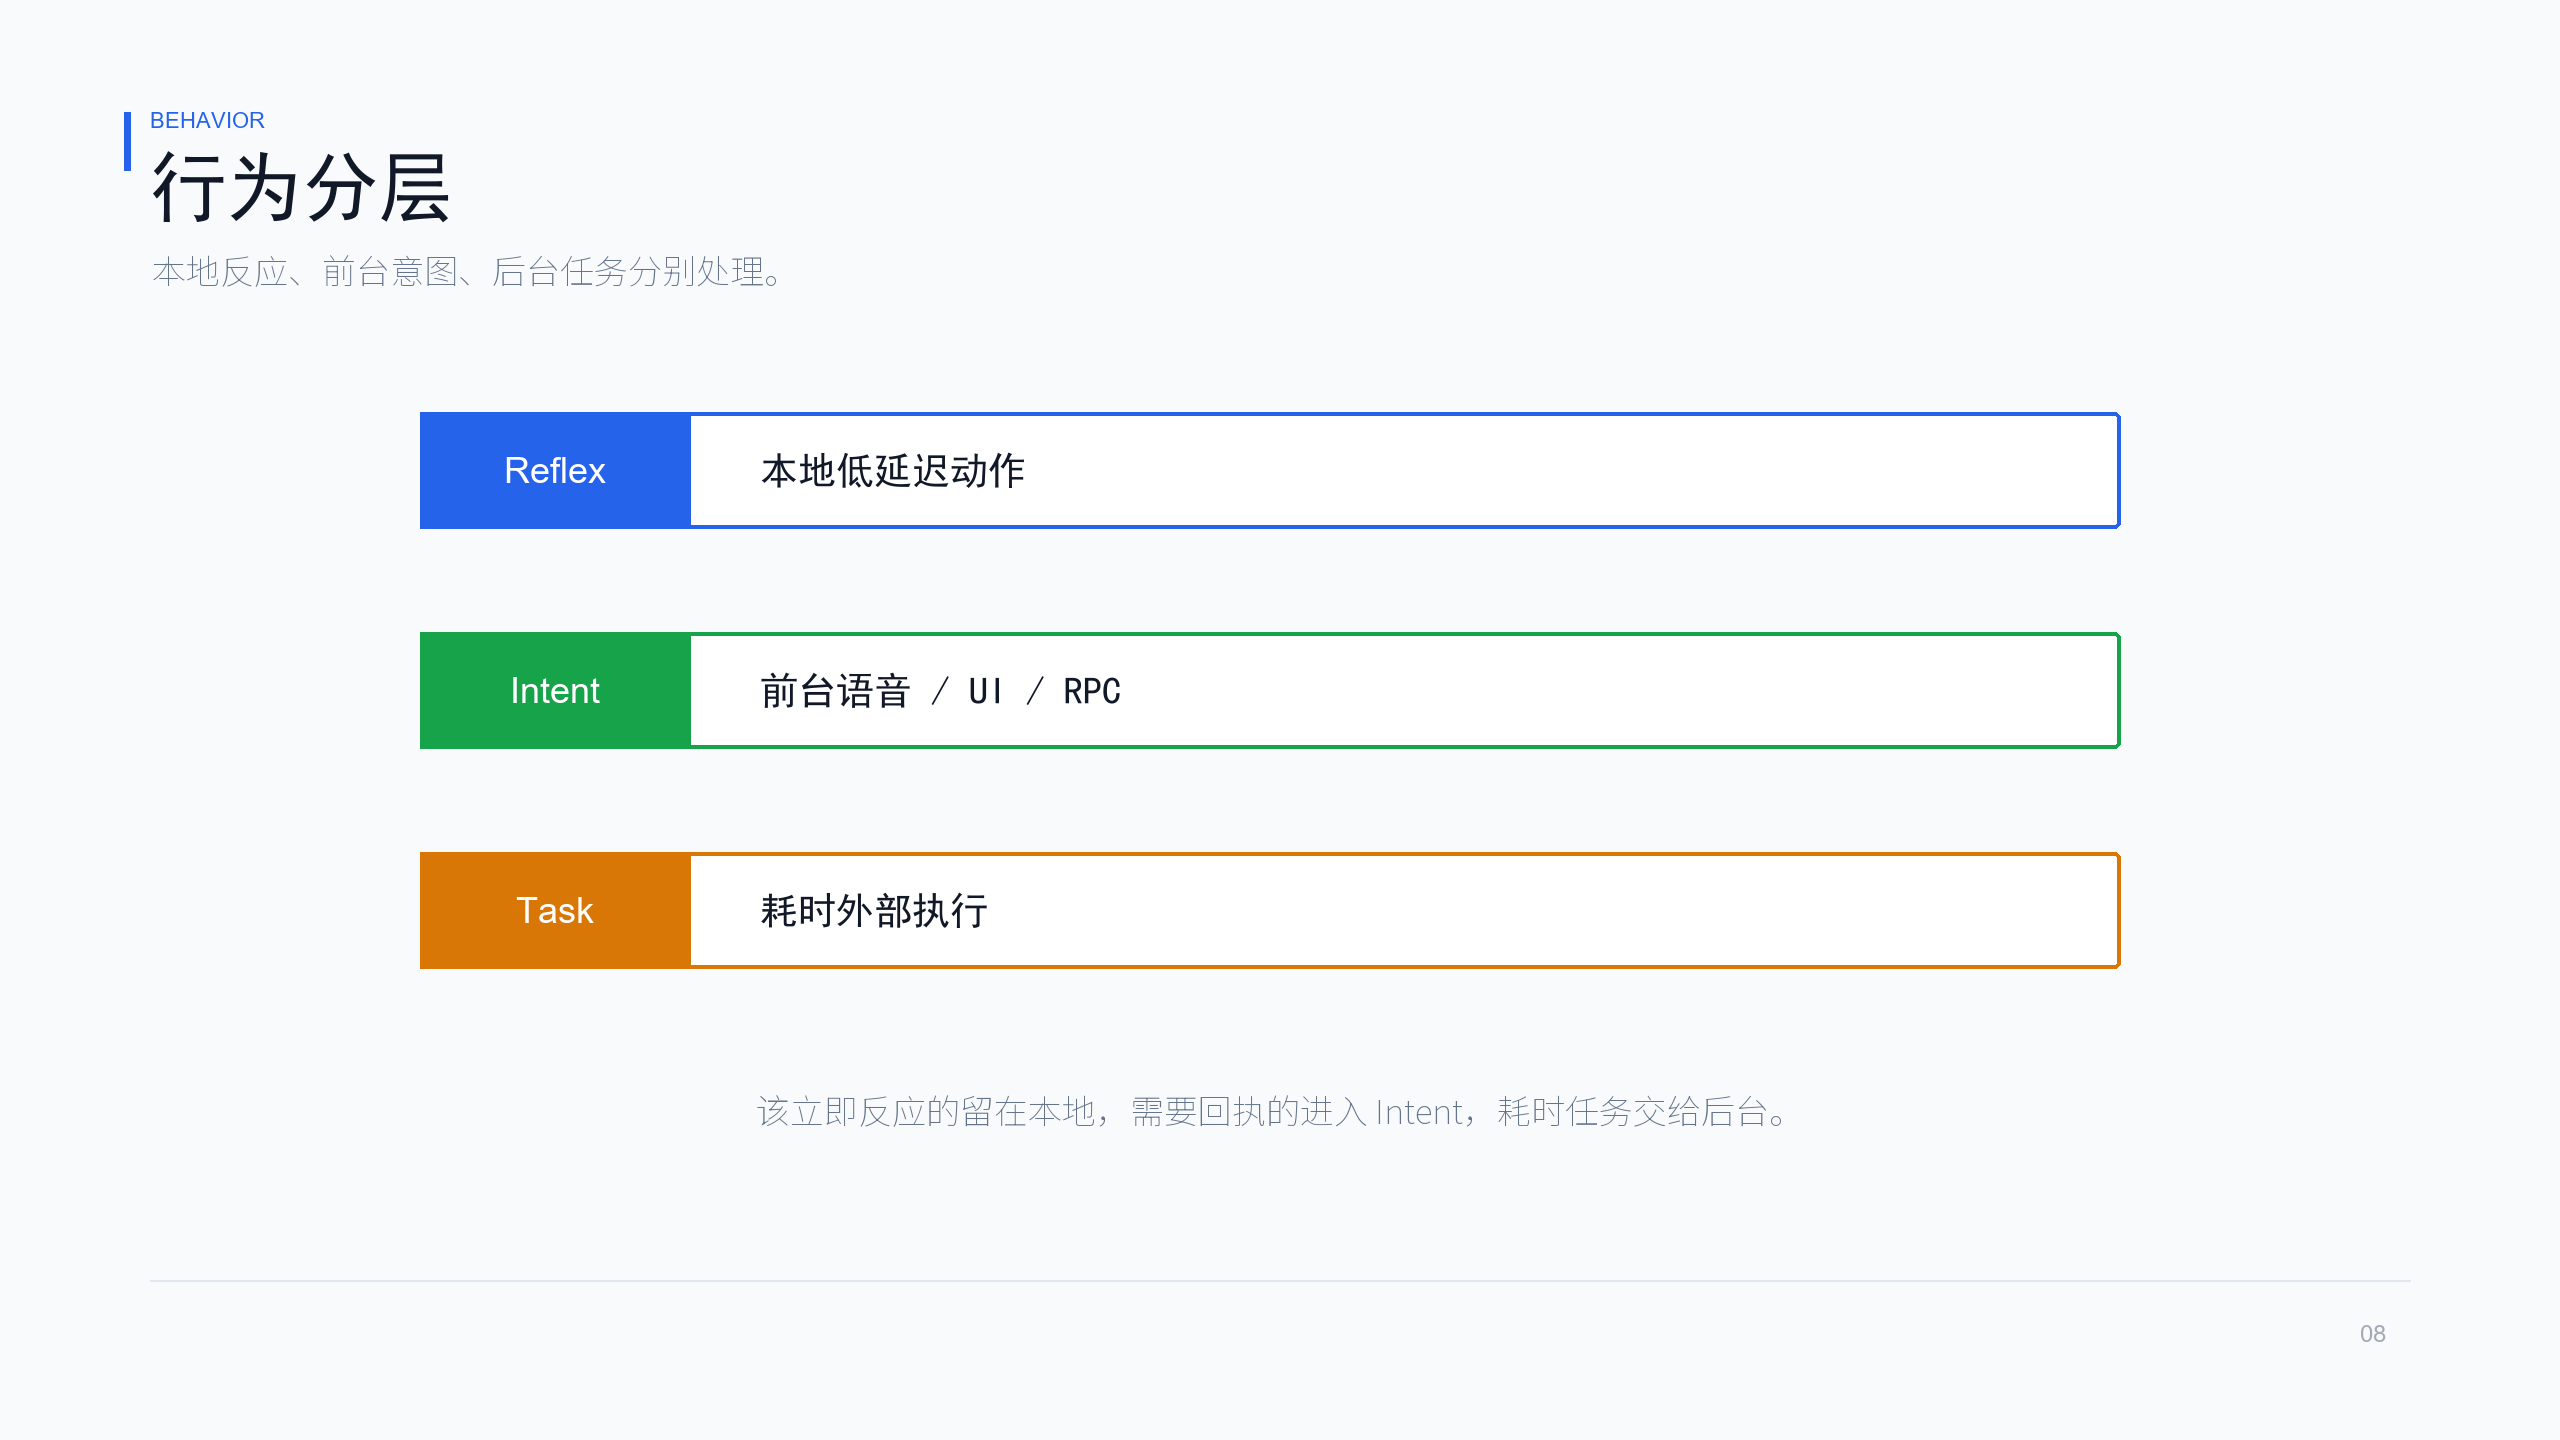 BEHAVIOR
行为分层
本地反应、前台意图、后台任务分别处理。
Reflex
本地低延迟动作
Intent
前台语音 / UI / RPC
Task
耗时外部执行
该立即反应的留在本地，需要回执的进入 Intent，耗时任务交给后台。
08